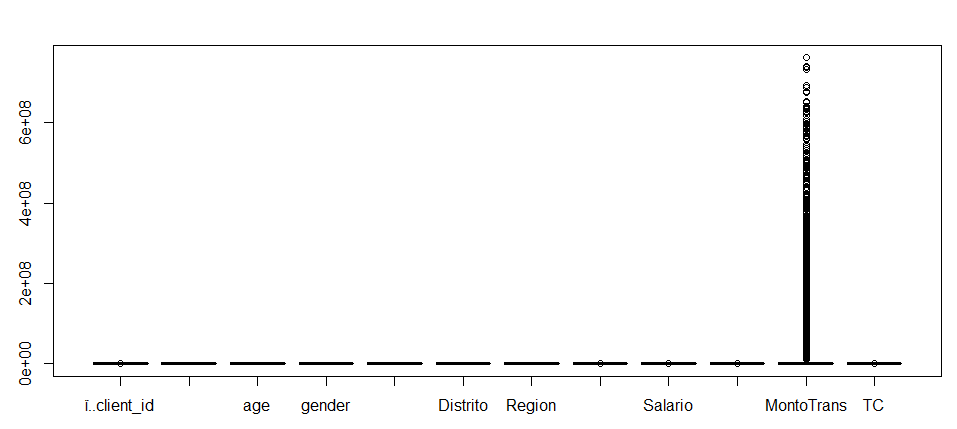 6e+08
4e+08
2e+08
0e+00
ï..client_id age gender Distrito Region Salario MontoTrans TC